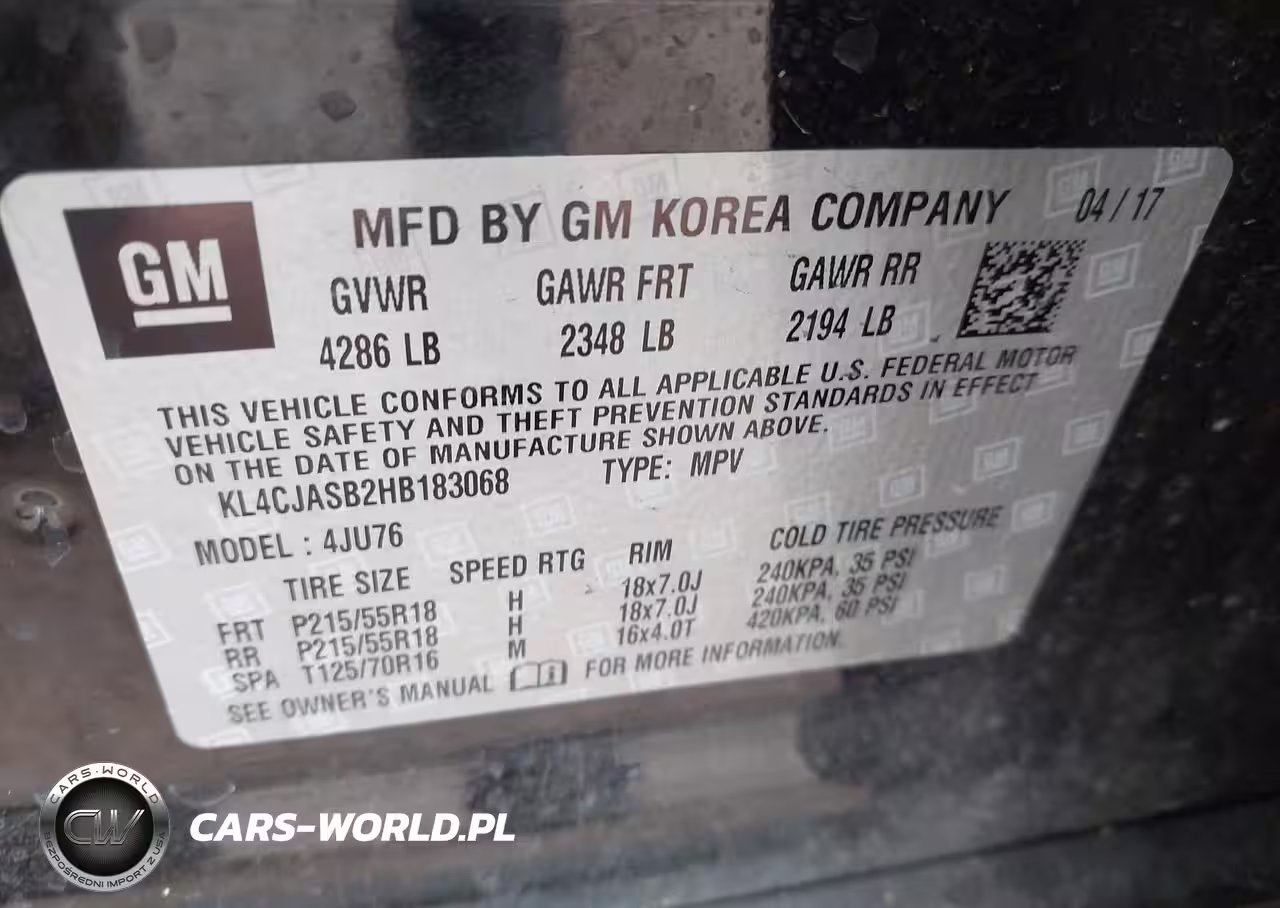 GM
MFD BY GM KOREA COMPANY 04/17
GVWR GAWR FRT GAWR RR
4286 LB 2348 LB 2194 LB
THIS VEHICLE CONFORMS TO ALL APPLICABLE U.S. FEDERAL MOTOR
VEHICLE SAFETY AND THEFT PREVENTION STANDARDS IN EFFECT
ON THE DATE OF MANUFACTURE SHOWN ABOVE.
KL4CJASB2HB183068 TYPE: MPV
MODEL : 4JU76
TIRE SIZE SPEED RTG RIM COLD TIRE PRESSURE
FRT P215/55R18 H 18x7.0J 240KPA, 35 PSI
RR P215/55R18 H 18x7.0J 240KPA, 35 PSI
SPA T125/70R16 M 16x4.0T 420KPA, 60 PSI
SEE OWNER'S MANUAL FOR MORE INFORMATION.
CARS-WORLD
CW
BEZPOŚREDNI IMPORT Z USA
CARS-WORLD.PL